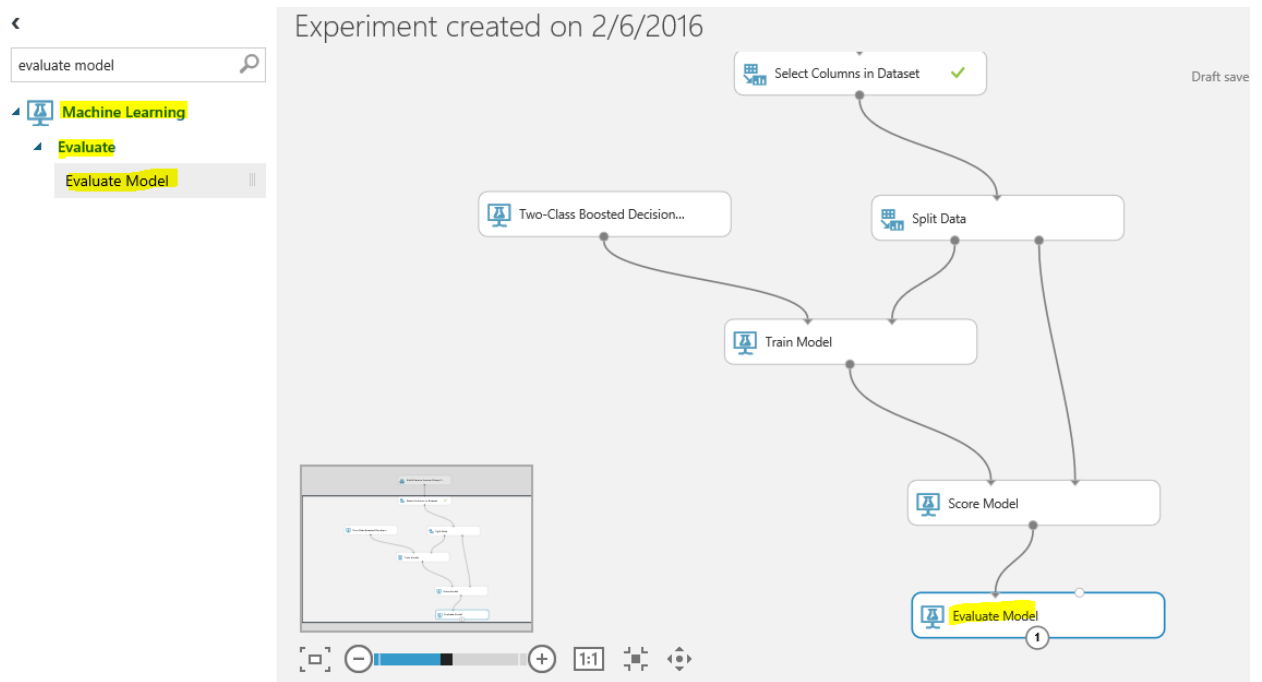 Experiment created on 2/6/2016
evaluate model
Machine Learning
Evaluate
Evaluate Model
Select Columns in Dataset
Draft save
Two-Class Boosted Decision...
Split Data
Train Model
Score Model
Evaluate Model
1
1:1